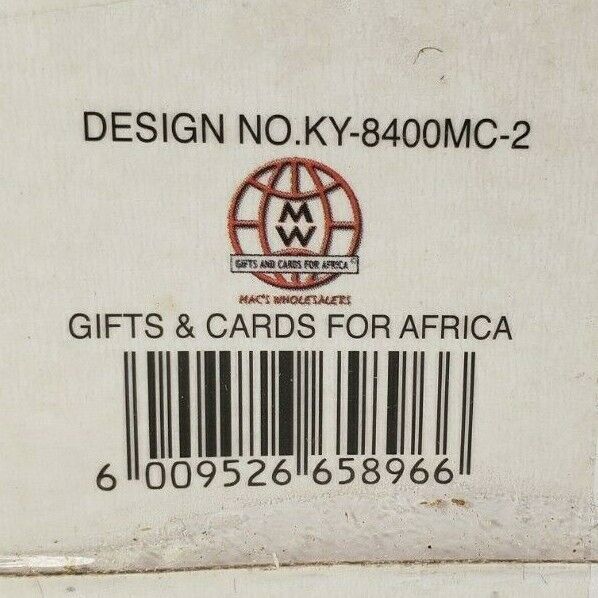 DESIGN NO.KY-8400MC-2
M
W
GIFTS AND CARDS FOR AFRICA
MAC'S WHOLESALERS
GIFTS & CARDS FOR AFRICA
6 009526 658966